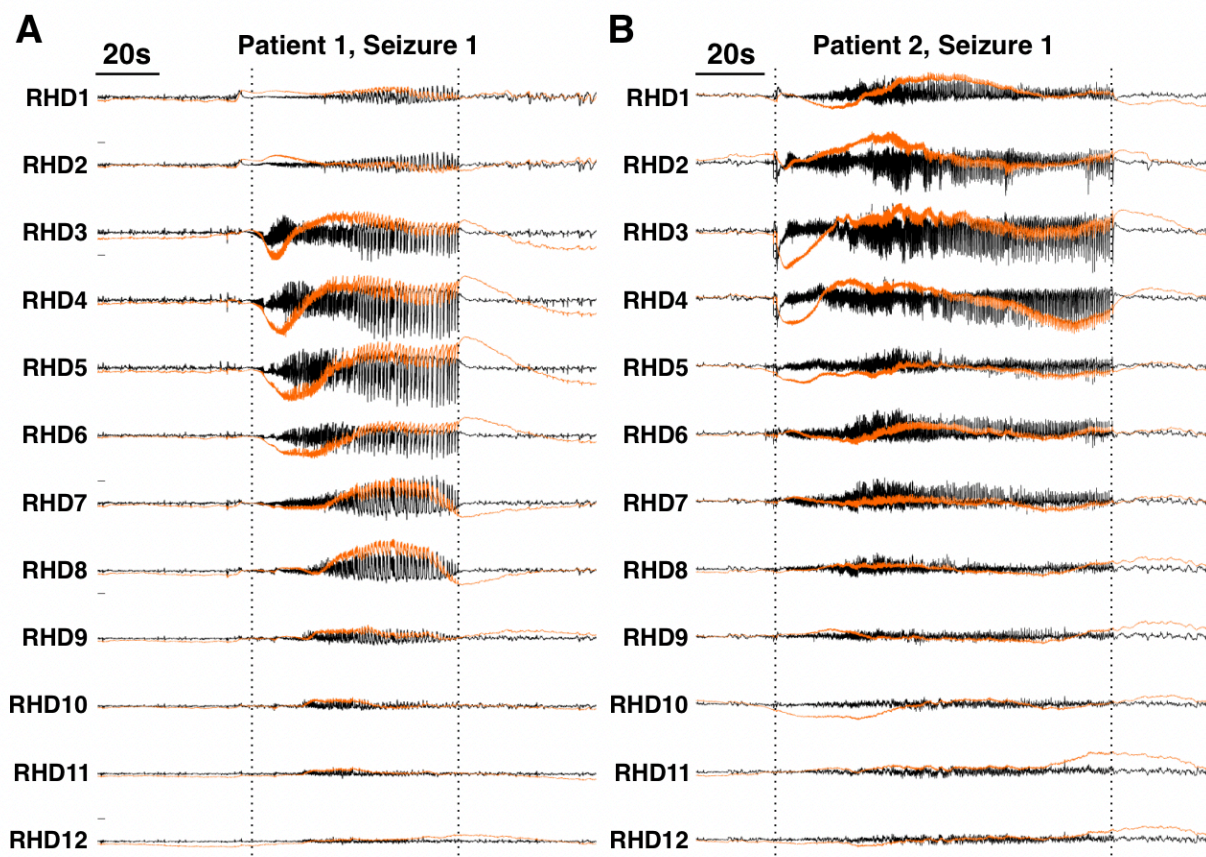 A
Patient 1, Seizure 1
20s
RHD1
RHD2
RHD3
RHD4
RHD5
RHD6
RHD7
RHD8
RHD9
RHD10
RHD11
RHD12
B
Patient 2, Seizure 1
20s
RHD1
RHD2
RHD3
RHD4
RHD5
RHD6
RHD7
RHD8
RHD9
RHD10
RHD11
RHD12